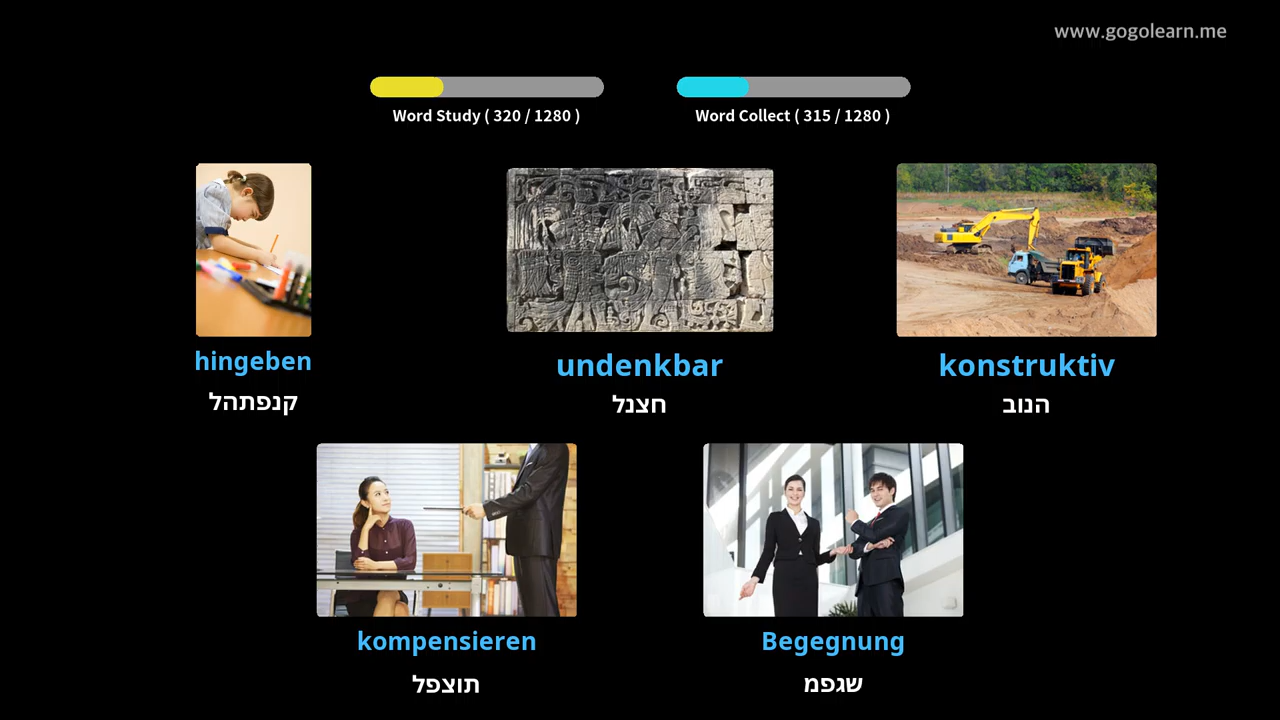 www.gogolearn.me
Word Study ( 320 / 1280 )
Word Collect ( 315 / 1280 )
hingeben
קנפתהל
undenkbar
חצנל
konstruktiv
הנוב
kompensieren
תוצפל
Begegnung
שגפמ